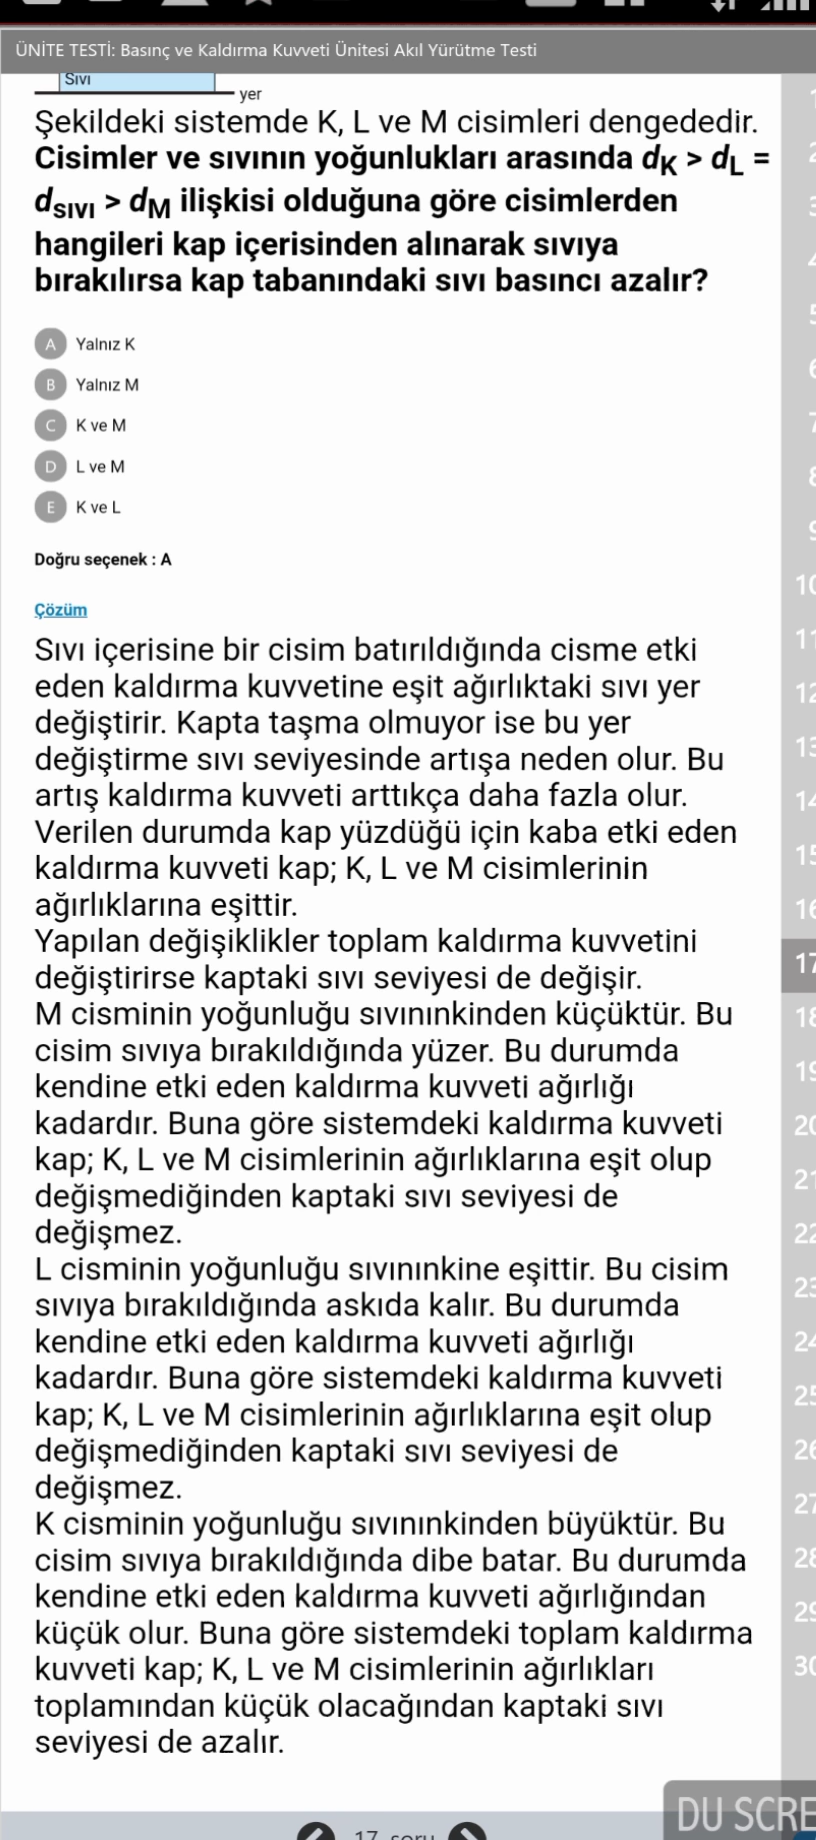 ÜNİTE TESTİ: Basınç ve Kaldırma Kuvveti Ünitesi Akıl Yürütme Testi
Sıvı
yer
Şekildeki sistemde K, L ve M cisimleri dengededir.
Cisimler ve sıvının yoğunlukları arasında dK > dL =
dSIVI > dM ilişkisi olduğuna göre cisimlerden
hangileri kap içerisinden alınarak sıvıya
bırakılırsa kap tabanındaki sıvı basıncı azalır?
A Yalnız K
B Yalnız M
C K ve M
D L ve M
E K ve L
Doğru seçenek : A
Çözüm
Sıvı içerisine bir cisim batırıldığında cisme etki
eden kaldırma kuvvetine eşit ağırlıktaki sıvı yer
değiştirir. Kapta taşma olmuyor ise bu yer
değiştirme sıvı seviyesinde artışa neden olur. Bu
artış kaldırma kuvveti arttıkça daha fazla olur.
Verilen durumda kap yüzdüğü için kaba etki eden
kaldırma kuvveti kap; K, L ve M cisimlerinin
ağırlıklarına eşittir.
Yapılan değişiklikler toplam kaldırma kuvvetini
değiştirirse kaptaki sıvı seviyesi de değişir.
M cisminin yoğunluğu sıvınınkinden küçüktür. Bu
cisim sıvıya bırakıldığında yüzer. Bu durumda
kendine etki eden kaldırma kuvveti ağırlığı
kadardır. Buna göre sistemdeki kaldırma kuvveti
kap; K, L ve M cisimlerinin ağırlıklarına eşit olup
değişmediğinden kaptaki sıvı seviyesi de
değişmez.
L cisminin yoğunluğu sıvınınkine eşittir. Bu cisim
sıvıya bırakıldığında askıda kalır. Bu durumda
kendine etki eden kaldırma kuvveti ağırlığı
kadardır. Buna göre sistemdeki kaldırma kuvveti
kap; K, L ve M cisimlerinin ağırlıklarına eşit olup
değişmediğinden kaptaki sıvı seviyesi de
değişmez.
K cisminin yoğunluğu sıvınınkinden büyüktür. Bu
cisim sıvıya bırakıldığında dibe batar. Bu durumda
kendine etki eden kaldırma kuvveti ağırlığından
küçük olur. Buna göre sistemdeki toplam kaldırma
kuvveti kap; K, L ve M cisimlerinin ağırlıkları
toplamından küçük olacağından kaptaki sıvı
seviyesi de azalır.
17. soru
DU SCRE
17